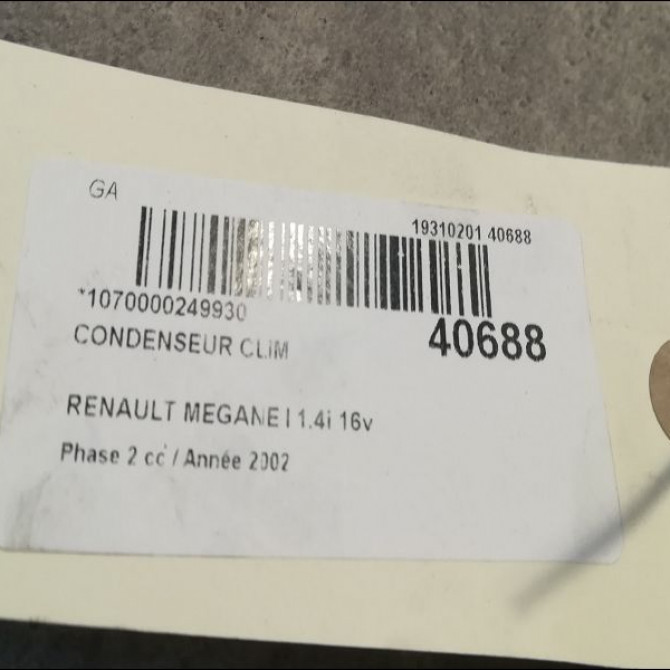 GA
19310201 40688
*1070000249930
40688
CONDENSEUR CLIM
RENAULT MEGANE I 1.4i 16v
Phase 2 cc / Année 2002